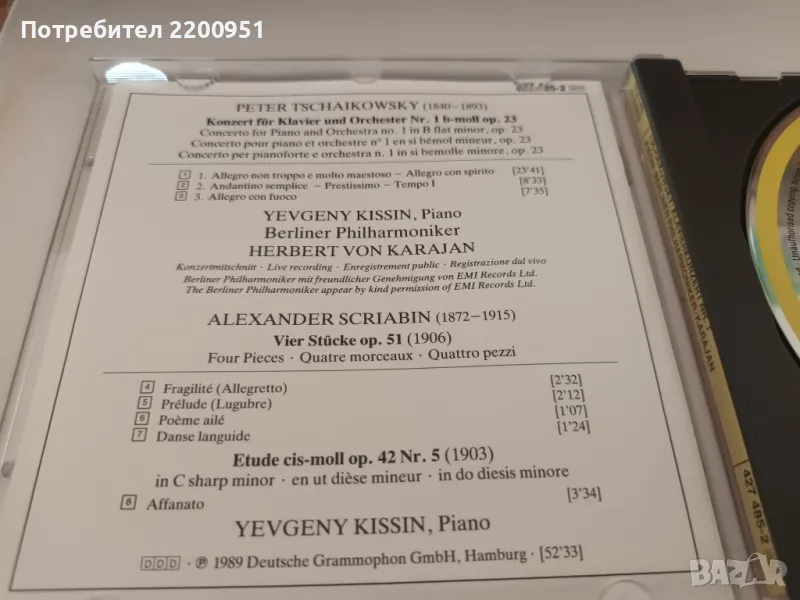 Потребител 2200951
427 485-2
PETER TSCHAIKOWSKY (1840–1893)
Konzert für Klavier und Orchester Nr. 1 b-moll op. 23
Concerto for Piano and Orchestra no. 1 in B flat minor, op. 23
Concerto pour piano et orchestre n° 1 en si bémol mineur, op. 23
Concerto per pianoforte e orchestra n. 1 in si bemolle minore, op. 23
1 1. Allegro non troppo e molto maestoso – Allegro con spirito [23'41]
2 2. Andantino semplice – Prestissimo – Tempo I [8'33]
3 3. Allegro con fuoco [7'35]
YEVGENY KISSIN, Piano
Berliner Philharmoniker
HERBERT VON KARAJAN
Konzertmitschnitt · Live recording · Enregistrement public · Registrazione dal vivo
Berliner Philharmoniker mit freundlicher Genehmigung von EMI Records Ltd.
The Berliner Philharmoniker appear by kind permission of EMI Records Ltd.
ALEXANDER SCRIABIN (1872–1915)
Vier Stücke op. 51 (1906)
Four Pieces · Quatre morceaux · Quattro pezzi
4 Fragilité (Allegretto) [2'32]
5 Prélude (Lugubre) [2'12]
6 Poème ailé [1'07]
7 Danse languide [1'24]
Etude cis-moll op. 42 Nr. 5 (1903)
in C sharp minor · en ut dièse mineur · in do diesis minore
8 Affanato [3'34]
YEVGENY KISSIN, Piano
DDD · ℗ 1989 Deutsche Grammophon GmbH, Hamburg · [52'33]
Unauthorised copying
KARAJAN
427 485-2
BAZAR